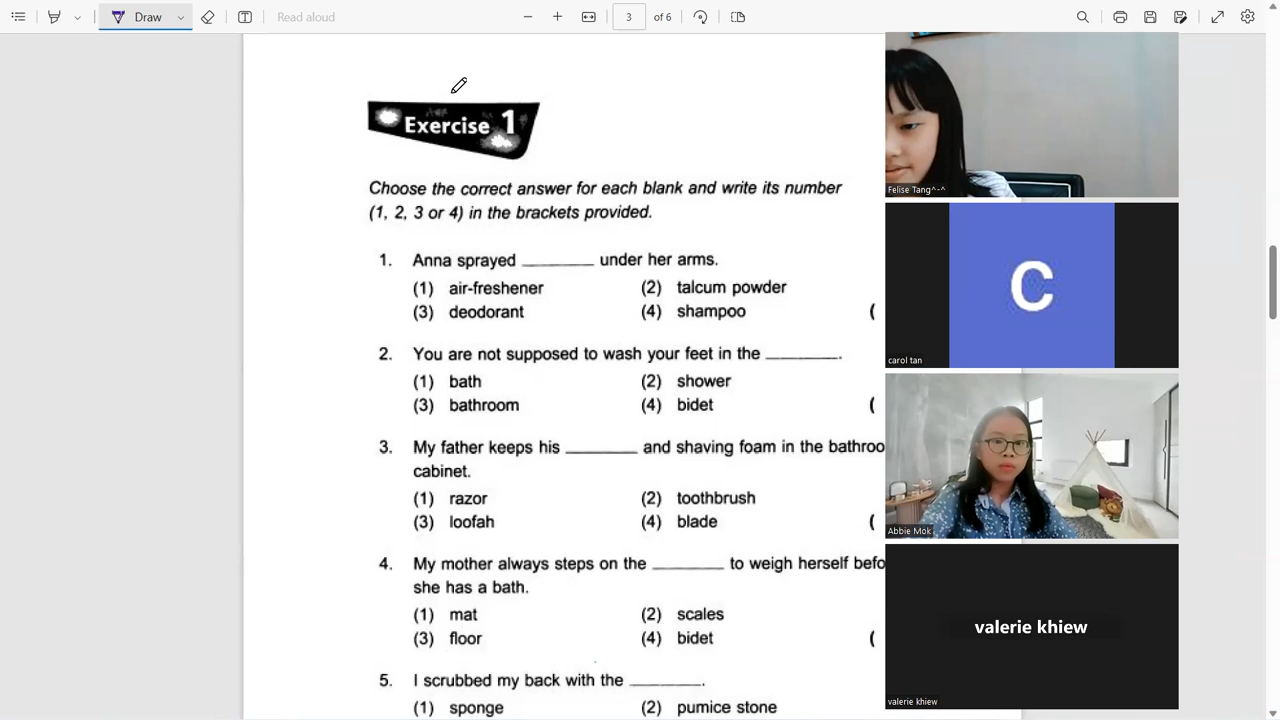 Draw
Read aloud
3
of 6
Exercise 1
Choose the correct answer for each blank and write its number
(1, 2, 3 or 4) in the brackets provided.
1. Anna sprayed ________ under her arms.
(1) air-freshener (2) talcum powder
(3) deodorant (4) shampoo (
2. You are not supposed to wash your feet in the ________.
(1) bath (2) shower
(3) bathroom (4) bidet (
3. My father keeps his ________ and shaving foam in the bathroo
cabinet.
(1) razor (2) toothbrush
(3) loofah (4) blade (
4. My mother always steps on the ________ to weigh herself befo
she has a bath.
(1) mat (2) scales
(3) floor (4) bidet (
5. I scrubbed my back with the ________.
(1) sponge (2) pumice stone
Felise Tang^-^
C
carol tan
Abbie Mok
valerie khiew
valerie khiew